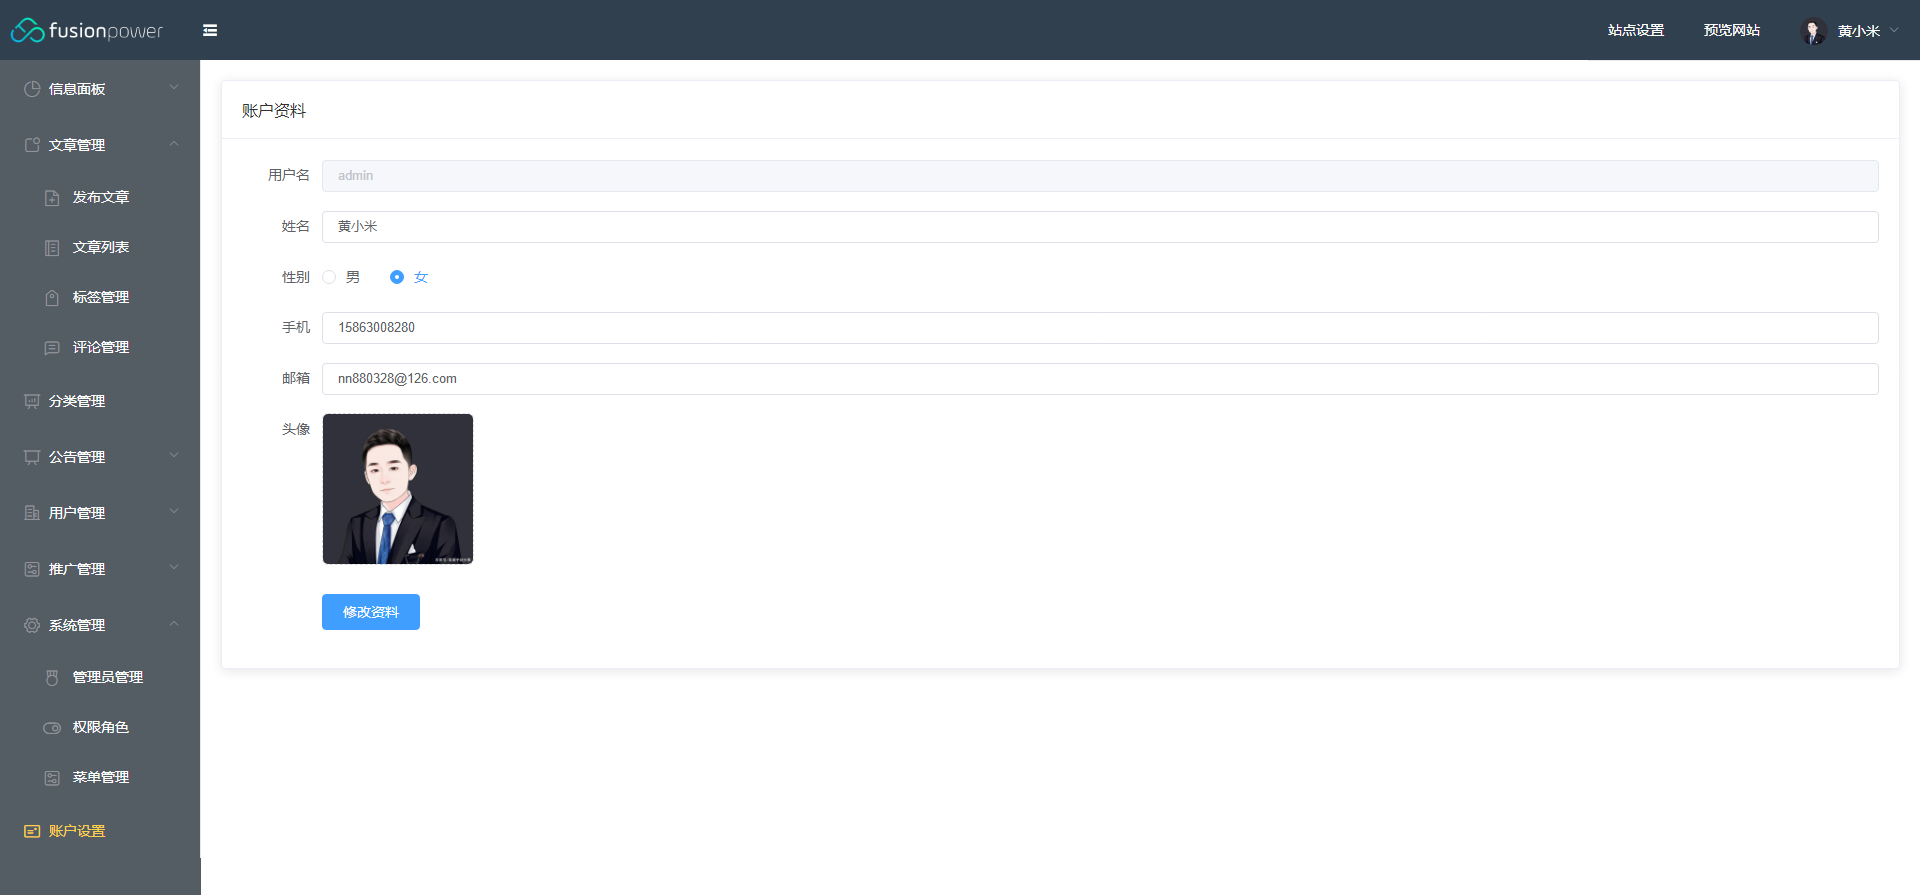 fusionpower
站点设置
预览网站
黄小米
信息面板
文章管理
发布文章
文章列表
标签管理
评论管理
分类管理
公告管理
用户管理
推广管理
系统管理
管理员管理
权限角色
菜单管理
账户设置
账户资料
用户名 admin
姓名 黄小米
性别 男 女
手机 15863008280
邮箱 nn880328@126.com
头像
修改资料